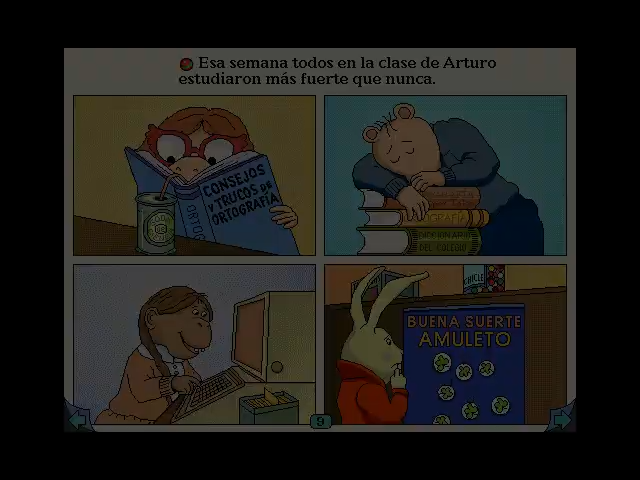 Esa semana todos en la clase de Arturo
estudiaron más fuerte que nunca.
CONSEJOS
Y TRUCOS DE
ORTOGRAFÍA
DICCIONARIO
DEL COLEGIO
CHICLE
BUENA SUERTE
AMULETO
9